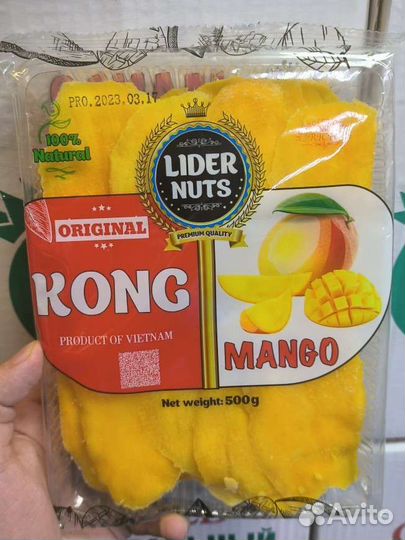 PRO.2023.03.17
100%
Natural
LIDER
NUTS
PREMIUM QUALITY
ORIGINAL
KONG
PRODUCT OF VIETNAM
MANGO
Net weight: 500g
Avito